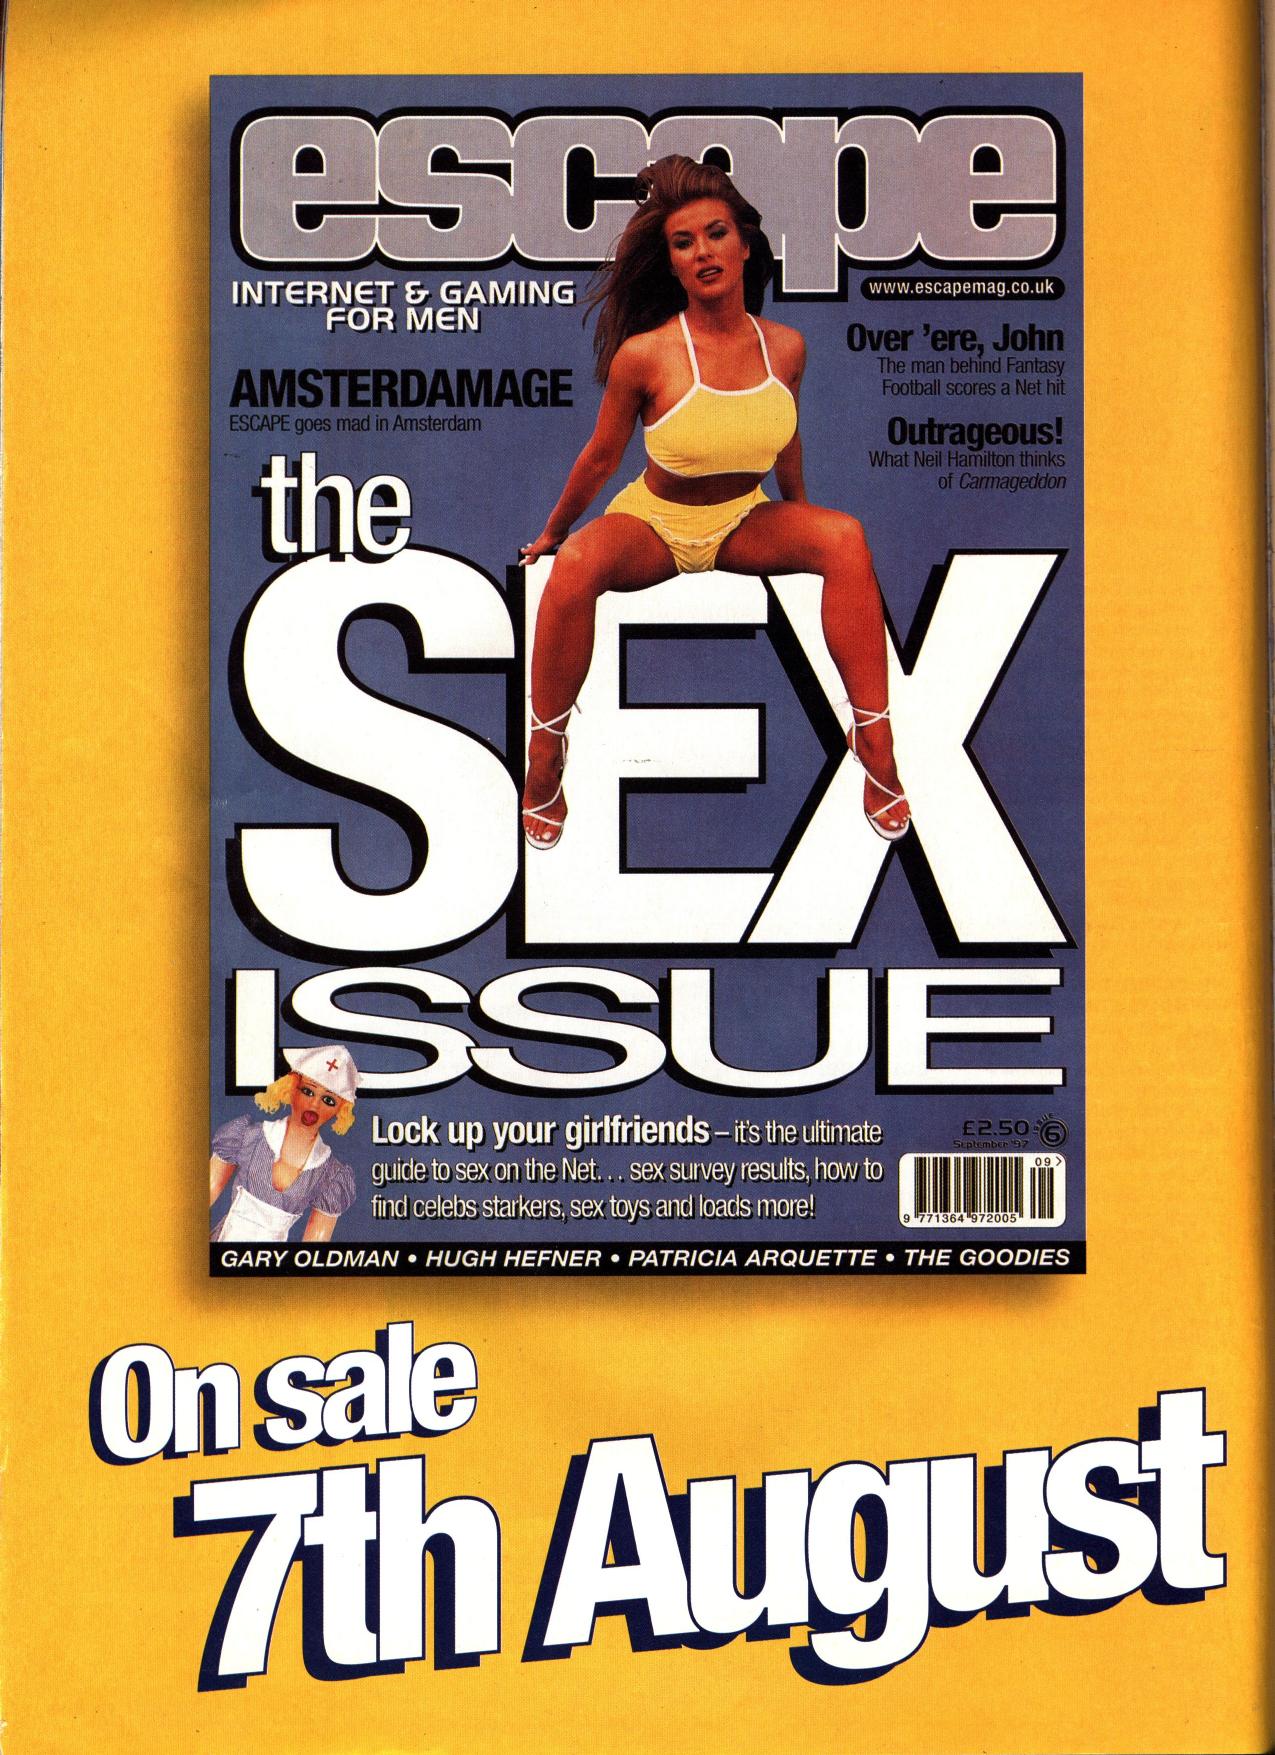 escape
INTERNET & GAMING
FOR MEN
www.escapemag.co.uk
AMSTERDAMAGE
ESCAPE goes mad in Amsterdam
Over 'ere, John
The man behind Fantasy
Football scores a Net hit
Outrageous!
What Neil Hamilton thinks
of Carmageddon
the
SEX
ISSUE
Lock up your girlfriends – it's the ultimate
guide to sex on the Net... sex survey results, how to
find celebs starkers, sex toys and loads more!
£2.50 ISSUE 6
September '97
09 >
9 771364 972005
GARY OLDMAN • HUGH HEFNER • PATRICIA ARQUETTE • THE GOODIES
On sale
7th August